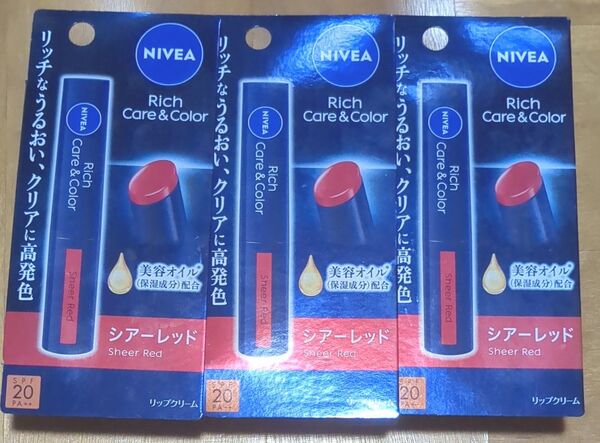 NIVEA
Rich
Care & Color
リッチなうるおい、クリアに高発色
NIVEA
Rich
Care & Color
Sheer Red
美容オイル*
(保湿成分)配合
シアーレッド
Sheer Red
SPF
20
PA++
リップクリーム
NIVEA
Rich
Care & Color
リッチなうるおい、クリアに高発色
NIVEA
Rich
Care & Color
Sheer Red
美容オイル*
(保湿成分)配合
シアーレッド
Sheer Red
SPF
20
PA++
リップクリーム
NIVEA
Rich
Care & Color
リッチなうるおい、クリアに高発色
NIVEA
Rich
Care & Color
Sheer Red
美容オイル*
(保湿成分)配合
シアーレッド
Sheer Red
SPF
20
PA++
リップクリーム